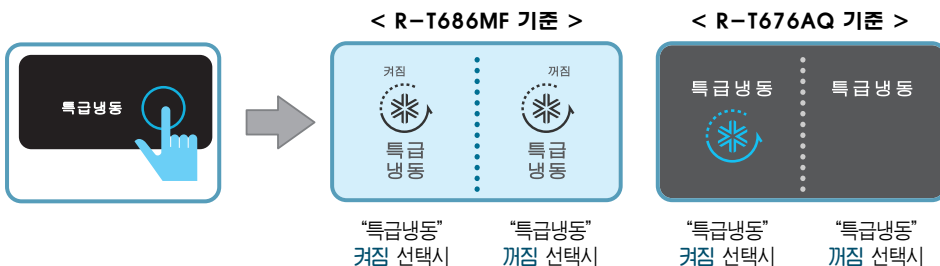 < R-T686MF 기준 >
< R-T676AQ 기준 >
특급냉동
켜짐
특급
냉동
꺼짐
특급
냉동
특급냉동
특급냉동
“특급냉동”
켜짐 선택시
“특급냉동”
꺼짐 선택시
“특급냉동”
켜짐 선택시
“특급냉동”
꺼짐 선택시